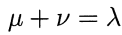 μ + ν = λ